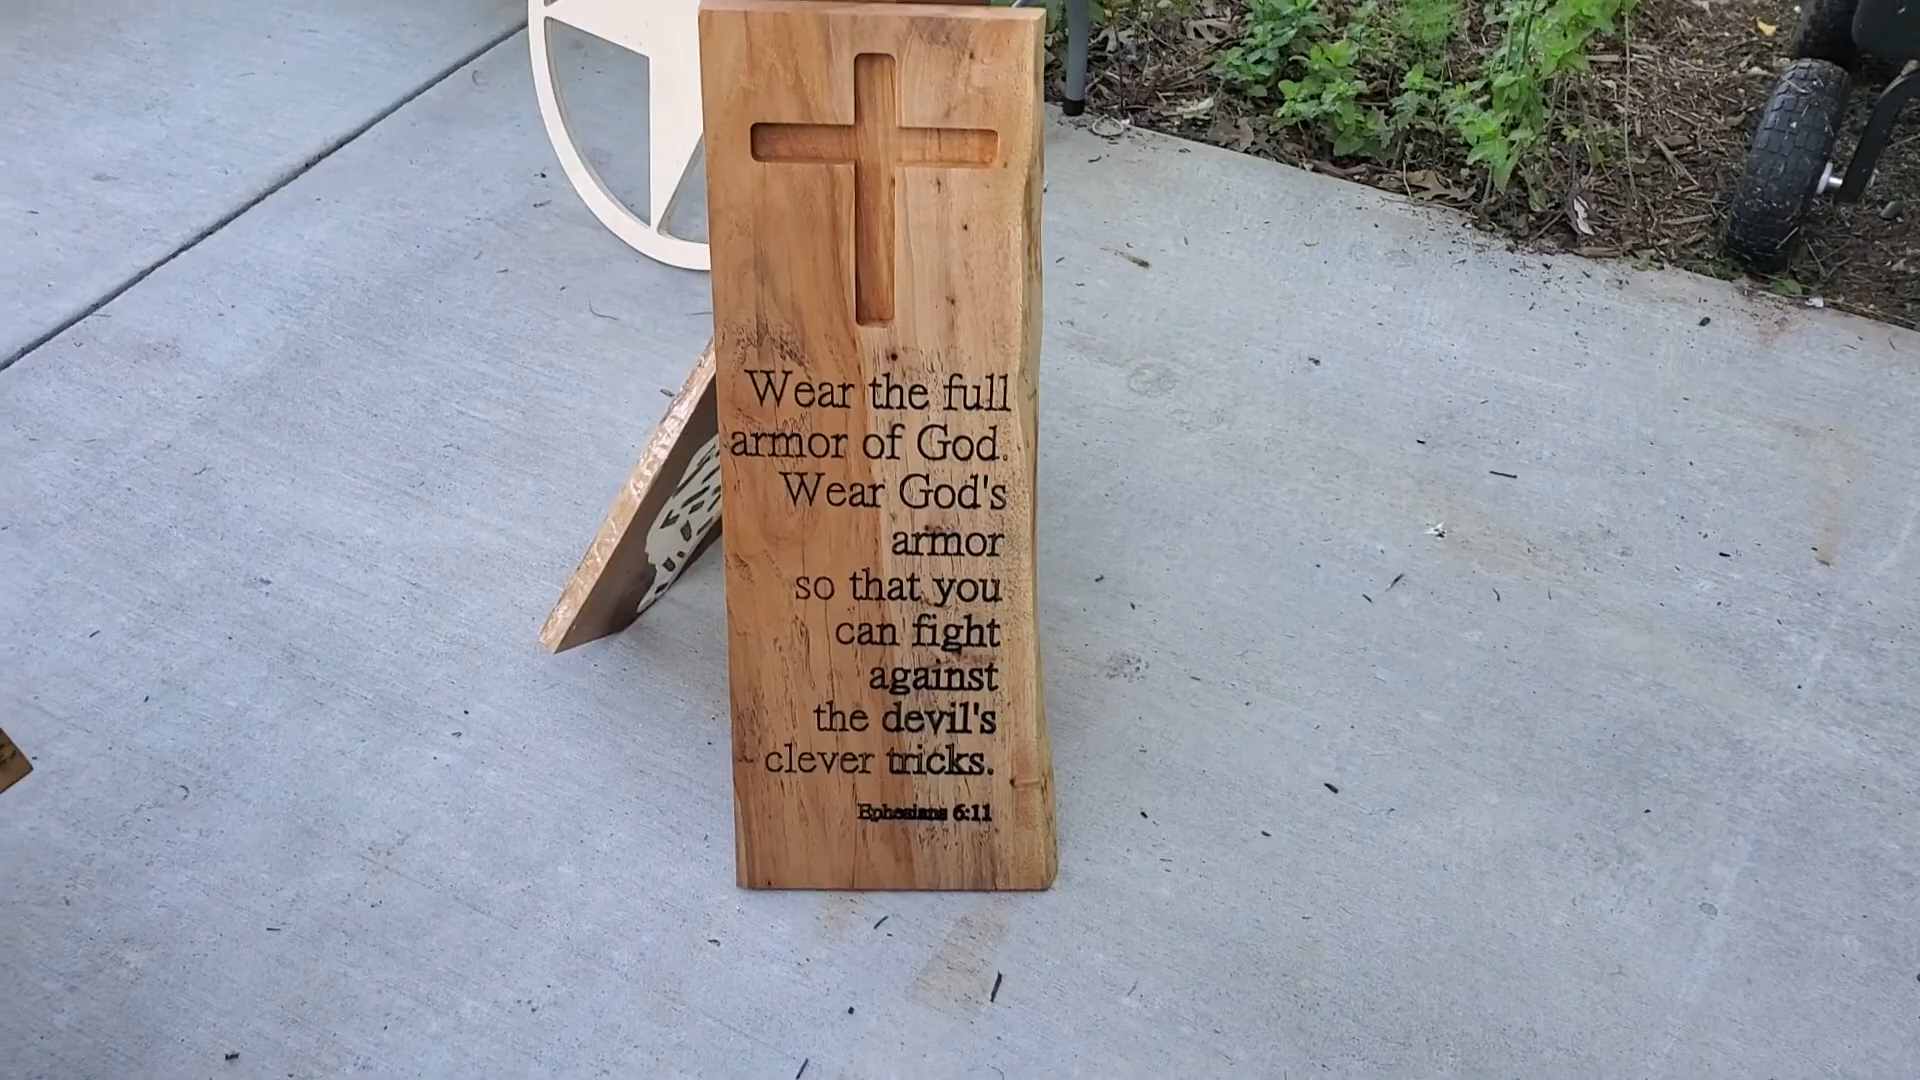 Wear the full
armor of God.
Wear God's
armor
so that you
can fight
against
the devil's
clever tricks.
Ephesians 6:11